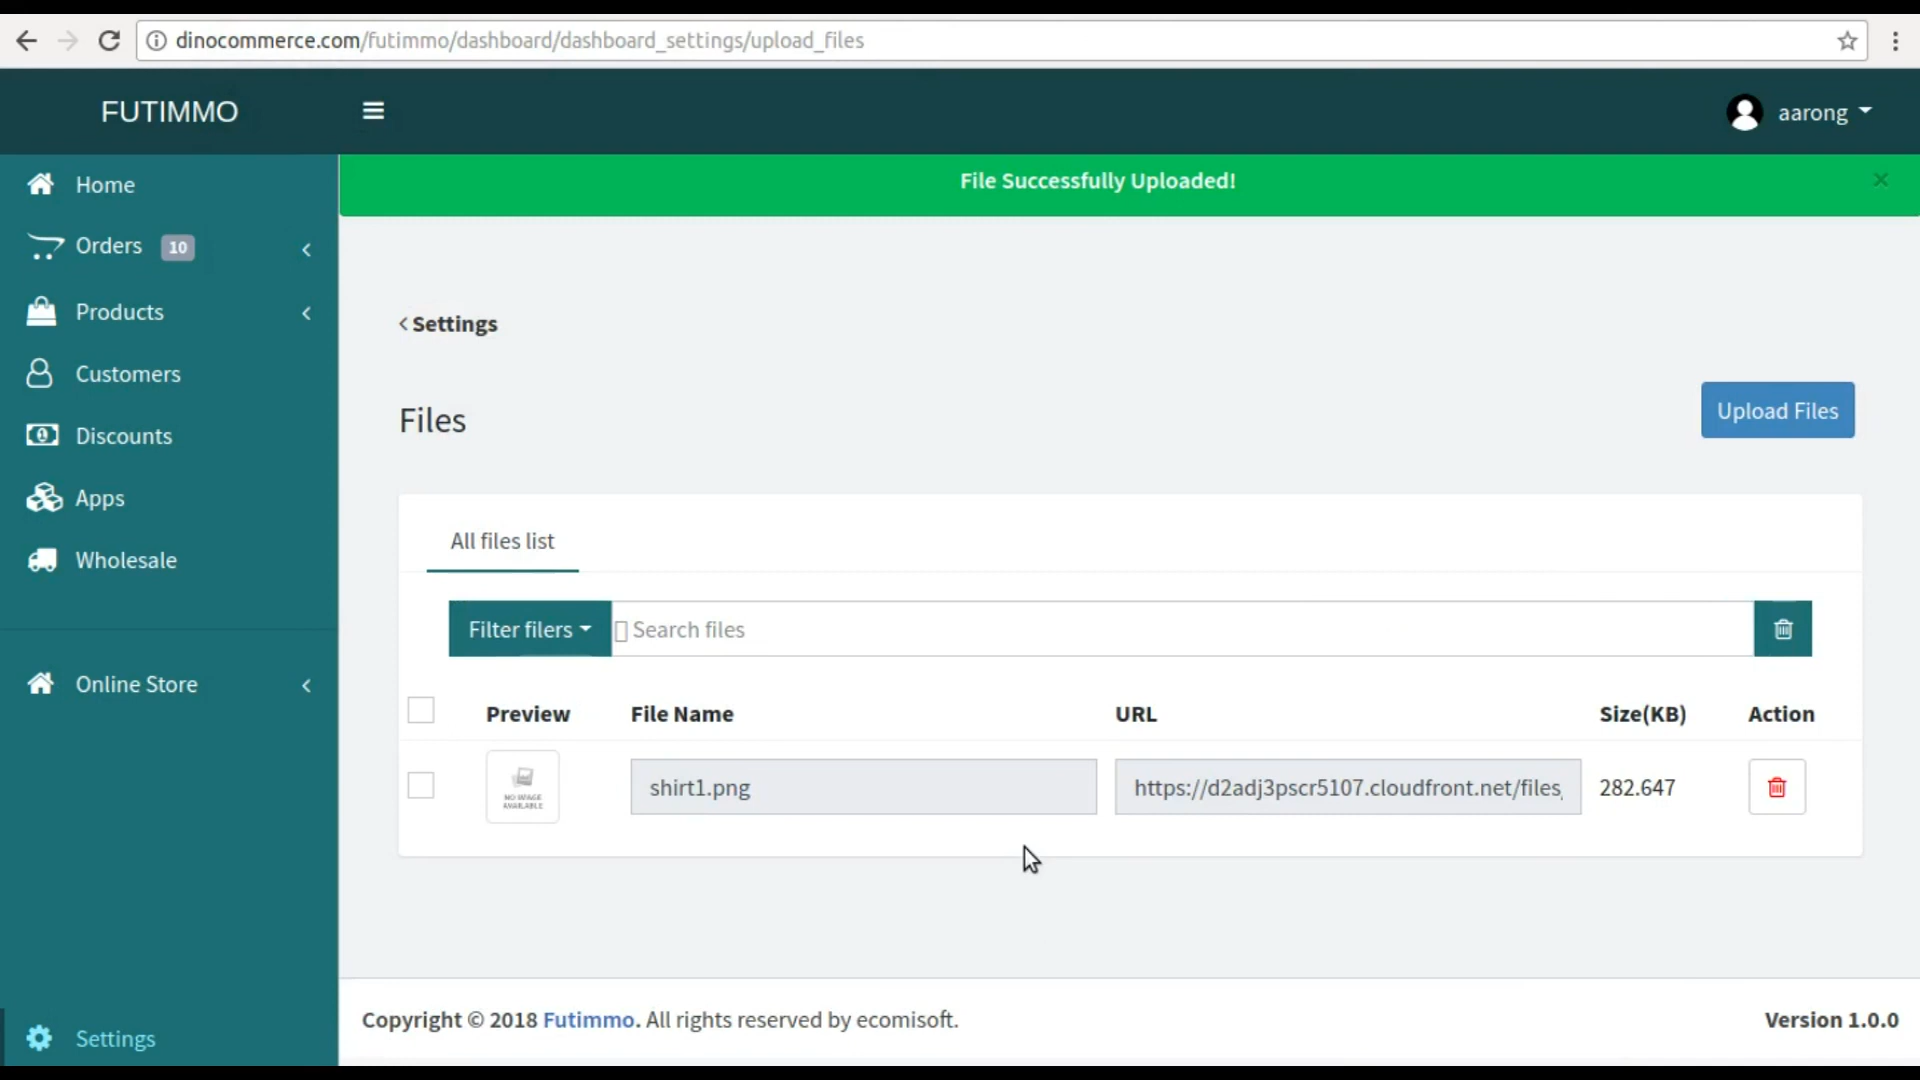 dinocommerce.com/futimmo/dashboard/dashboard_settings/upload_files
FUTIMMO
aarong
Home
File Successfully Uploaded!
×
Orders 10
Products
Settings
Customers
Files
Upload Files
Discounts
Apps
All files list
Wholesale
Filter filers
Search files
Online Store
Preview File Name URL Size(KB) Action
NO IMAGE
AVAILABLE
shirt1.png
https://d2adj3pscr5107.cloudfront.net/files
282.647
Copyright © 2018 Futimmo. All rights reserved by ecomisoft.
Version 1.0.0
Settings